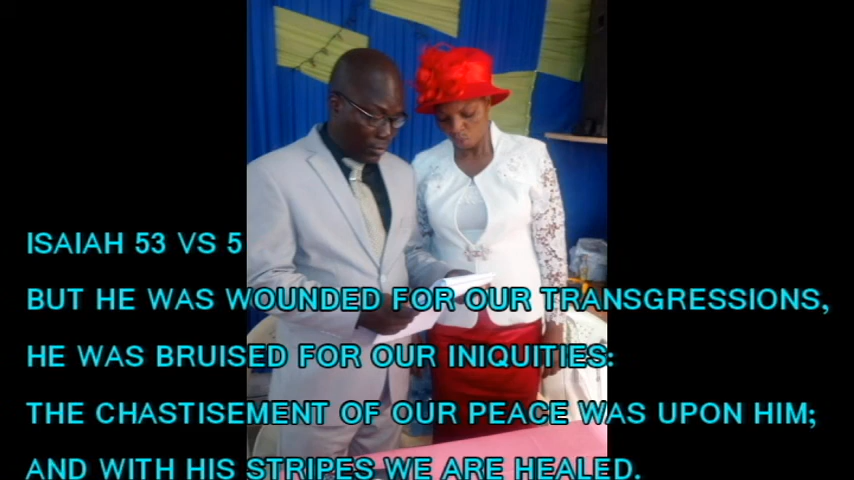 ISAIAH 53 VS 5
BUT HE WAS WOUNDED FOR OUR TRANSGRESSIONS,
HE WAS BRUISED FOR OUR INIQUITIES:
THE CHASTISEMENT OF OUR PEACE WAS UPON HIM;
AND WITH HIS STRIPES WE ARE HEALED.